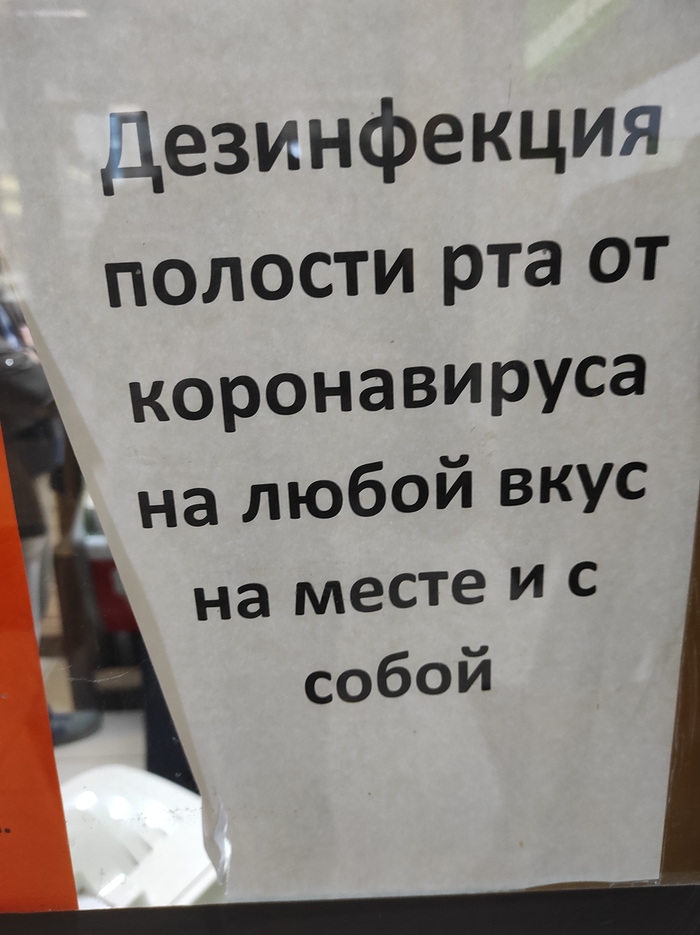 Дезинфекция
полости рта от
коронавируса
на любой вкус
на месте и с
собой